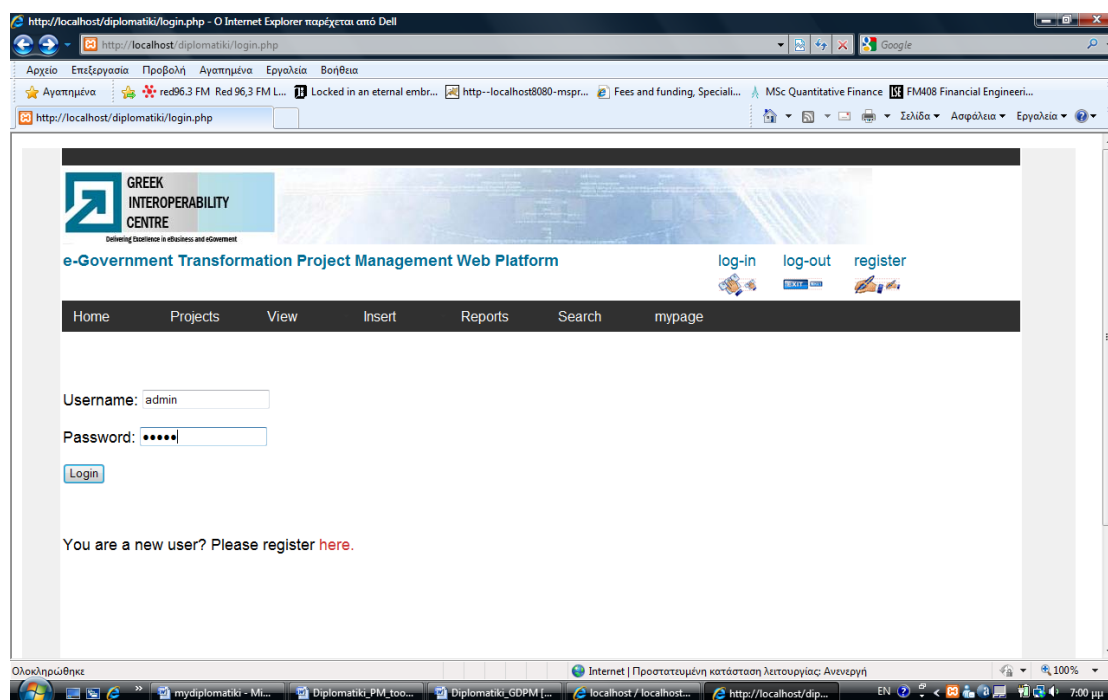 http://localhost/diplomatiki/login.php - Ο Internet Explorer παρέχεται από Dell
http://localhost/diplomatiki/login.php
Google
Αρχείο Επεξεργασία Προβολή Αγαπημένα Εργαλεία Βοήθεια
Αγαπημένα red96.3 FM Red 96,3 FM L... Locked in an eternal embr... http--localhost8080-mspr... Fees and funding, Speciali... MSc Quantitative Finance LSE FM408 Financial Engineeri...
http://localhost/diplomatiki/login.php Σελίδα Ασφάλεια Εργαλεία
GREEK
INTEROPERABILITY
CENTRE
Delivering Excellence in eBusiness and eGovernment
e-Government Transformation Project Management Web Platform log-in log-out register
EXIT
Home Projects View Insert Reports Search mypage
Username: admin
Password: •••••
Login
You are a new user? Please register here.
Ολοκληρώθηκε Internet | Προστατευμένη κατάσταση λειτουργίας: Ανενεργή 100%
mydiplomatiki - Mi... Diplomatiki_PM_too... Diplomatiki_GDPM [... localhost / localhost... http://localhost/dip... EN 7:00 μμ